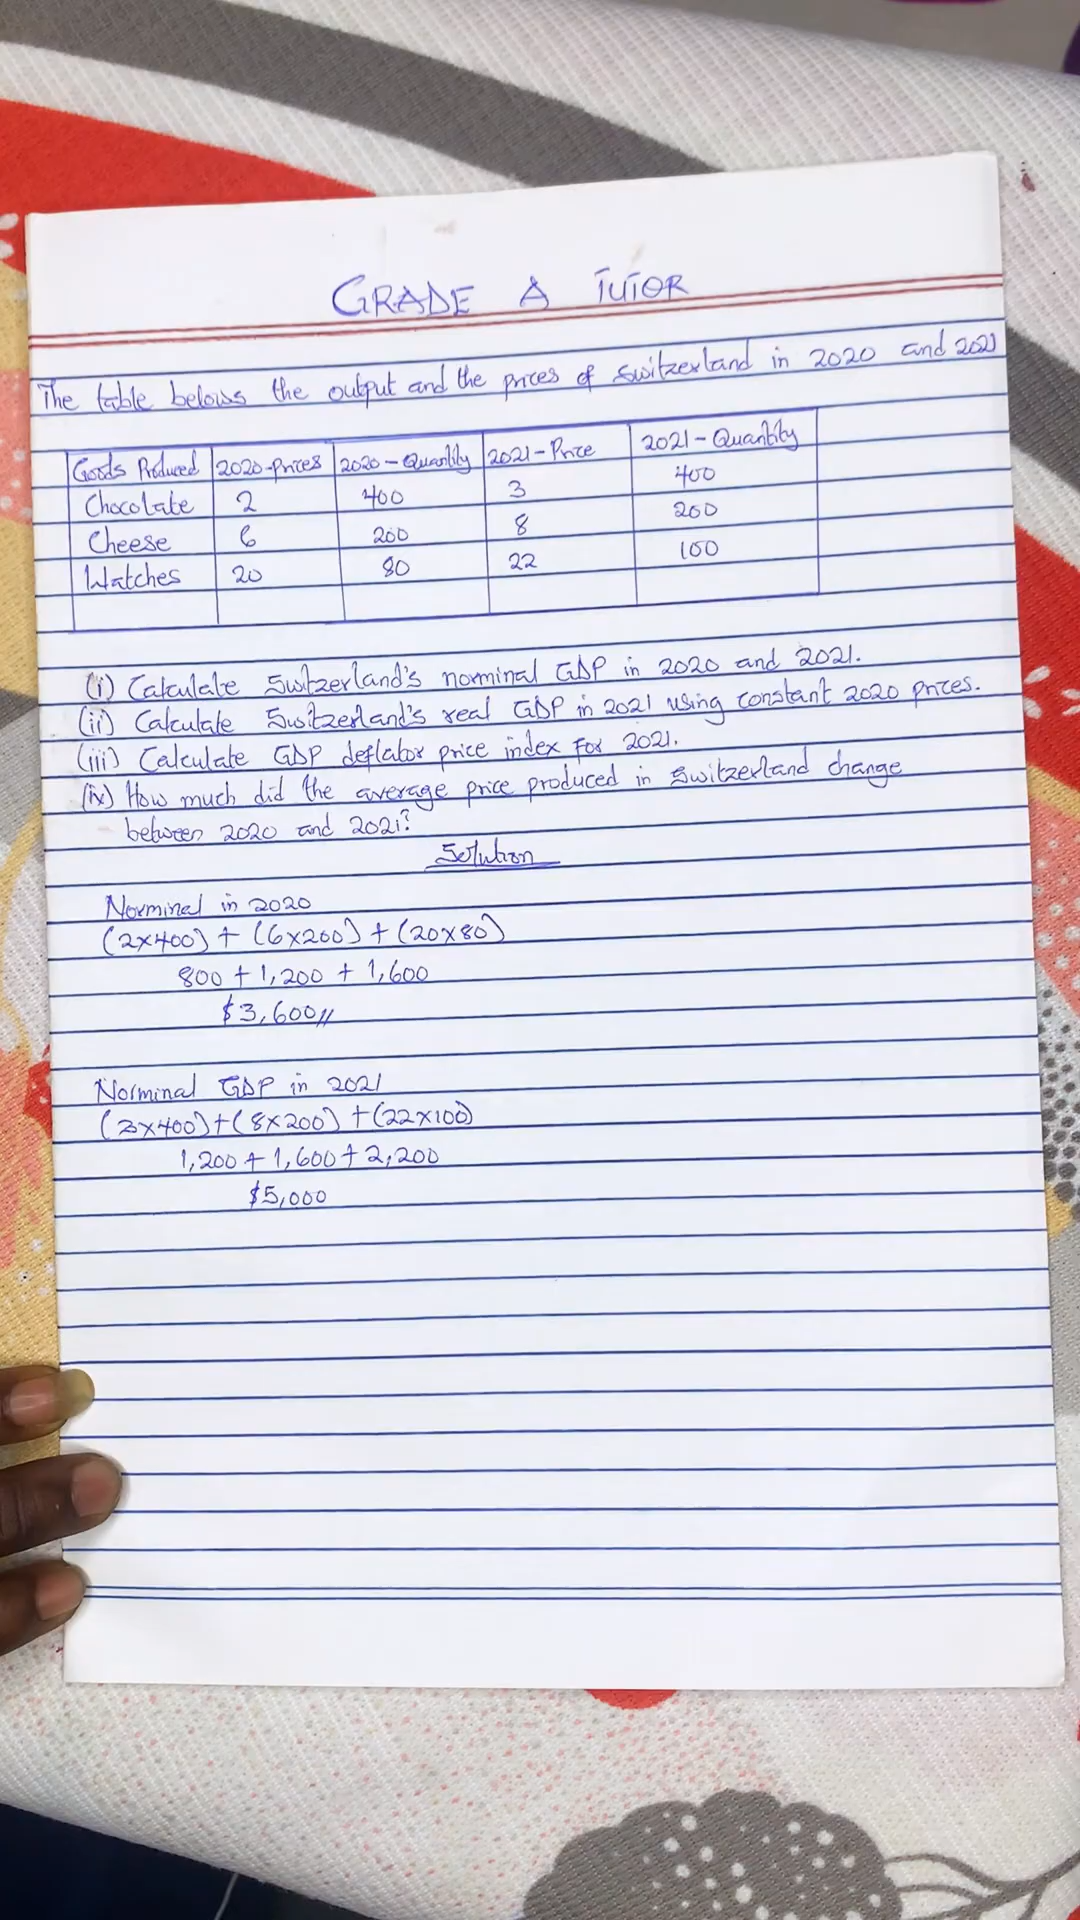 GRADE A TUTOR
The table belows the output and the prices of Switzerland in 2020 and 2021
Goods Produced 2020-prices 2020-Quantity 2021-Price 2021-Quantity
Chocolate 2 400 3 400
Cheese 6 200 8 200
Watches 20 80 22 100
(i) Calculate Switzerland's norminal GDP in 2020 and 2021.
(ii) Calculate Switzerland's real GDP in 2021 using constant 2020 prices.
(iii) Calculate GDP deflator price index for 2021.
(iv) How much did the average price produced in Switzerland change
between 2020 and 2021?
Solution
Norminal in 2020
(2x400) + (6x200) + (20x80)
800 + 1,200 + 1,600
$3,600//
Norminal GDP in 2021
(3x400)+(8x200)+(22x100)
1,200+1,600+2,200
$5,000